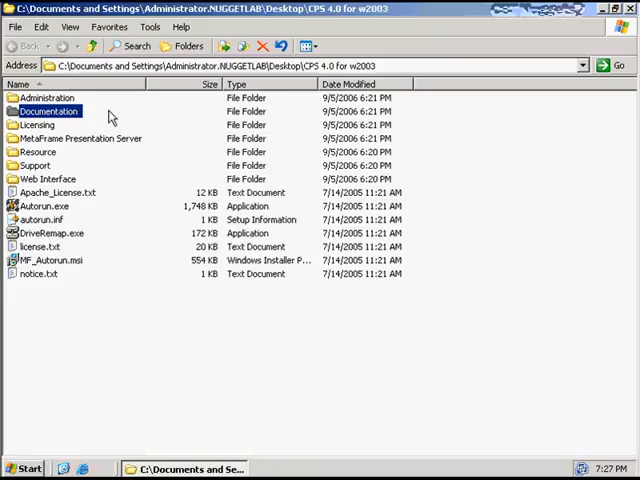 C:\Documents and Settings\Administrator.NUGGETLAB\Desktop\CPS 4.0 for w2003
File Edit View Favorites Tools Help
Back Search Folders
Address C:\Documents and Settings\Administrator.NUGGETLAB\Desktop\CPS 4.0 for w2003 Go
Name Size Type Date Modified
Administration File Folder 9/5/2006 6:21 PM
Documentation File Folder 9/5/2006 6:21 PM
Licensing File Folder 9/5/2006 6:21 PM
MetaFrame Presentation Server File Folder 9/5/2006 6:21 PM
Resource File Folder 9/5/2006 6:20 PM
Support File Folder 9/5/2006 6:20 PM
Web Interface File Folder 9/5/2006 6:20 PM
Apache_License.txt 12 KB Text Document 7/14/2005 11:21 AM
Autorun.exe 1,748 KB Application 7/14/2005 11:21 AM
autorun.inf 1 KB Setup Information 7/14/2005 11:21 AM
DriveRemap.exe 172 KB Application 7/14/2005 11:21 AM
license.txt 20 KB Text Document 7/14/2005 11:21 AM
MF_Autorun.msi 554 KB Windows Installer P... 7/14/2005 11:21 AM
notice.txt 1 KB Text Document 7/14/2005 11:21 AM
Start C:\Documents and Se... 7:27 PM